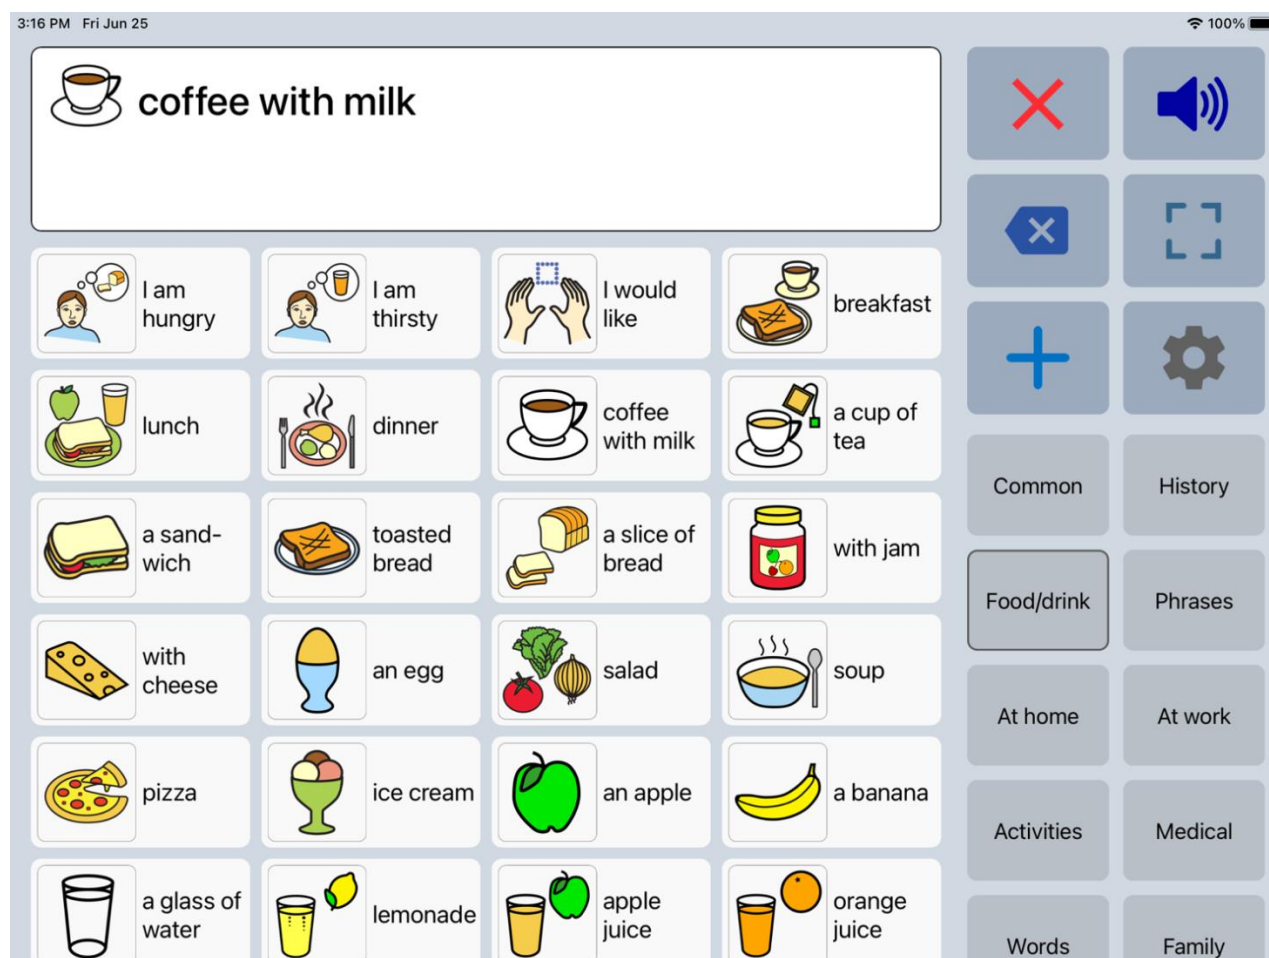 3:16 PM Fri Jun 25
100%
coffee with milk
I am
hungry
I am
thirsty
I would
like
breakfast
lunch
dinner
coffee
with milk
a cup of
tea
a sand-
wich
toasted
bread
a slice of
bread
with jam
with
cheese
an egg
salad
soup
pizza
ice cream
an apple
a banana
a glass of
water
lemonade
apple
juice
orange
juice
Common
History
Food/drink
Phrases
At home
At work
Activities
Medical
Words
Family